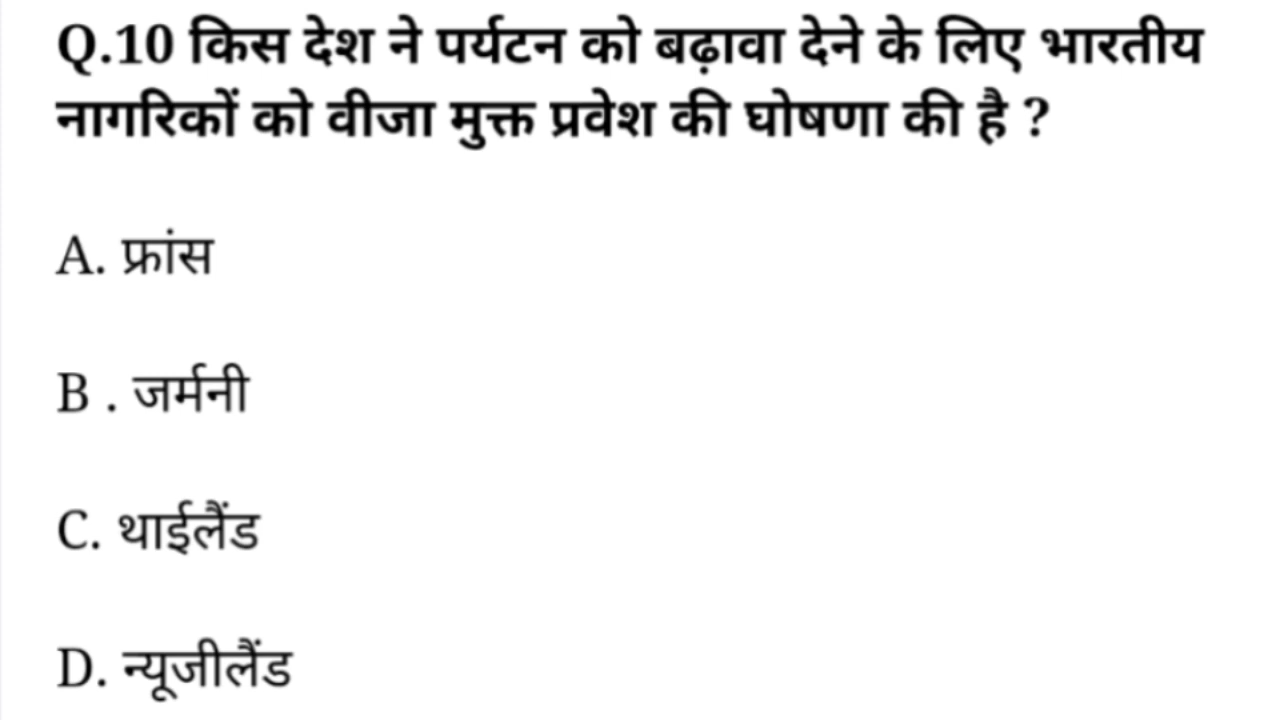 Q.10 किस देश ने पर्यटन को बढ़ावा देने के लिए भारतीय
नागरिकों को वीजा मुक्त प्रवेश की घोषणा की है ?
A. फ्रांस
B . जर्मनी
C. थाईलैंड
D. न्यूजीलैंड